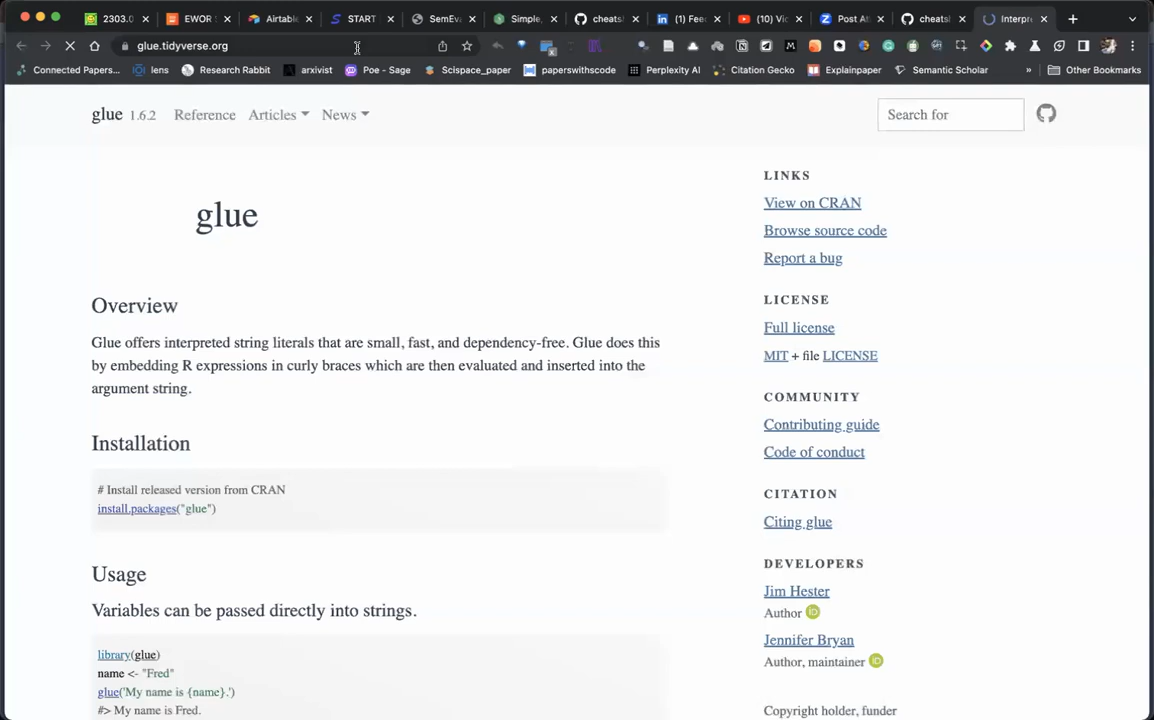 2303.0 EWOR Airtab START SemEv Simple, cheats (1) Fee (10) Vi Post At cheats Interpre
glue.tidyverse.org
Connected Papers... lens Research Rabbit arxivist Poe - Sage Scispace_paper paperswithscode Perplexity AI Citation Gecko Explainpaper Semantic Scholar » Other Bookmarks
glue 1.6.2 Reference Articles News Search for
glue
Overview
Glue offers interpreted string literals that are small, fast, and dependency-free. Glue does this
by embedding R expressions in curly braces which are then evaluated and inserted into the
argument string.
Installation
# Install released version from CRAN
install.packages("glue")
Usage
Variables can be passed directly into strings.
library(glue)
name <- "Fred"
glue('My name is {name}.')
#> My name is Fred.
LINKS
View on CRAN
Browse source code
Report a bug
LICENSE
Full license
MIT + file LICENSE
COMMUNITY
Contributing guide
Code of conduct
CITATION
Citing glue
DEVELOPERS
Jim Hester
Author iD
Jennifer Bryan
Author, maintainer iD
Copyright holder, funder